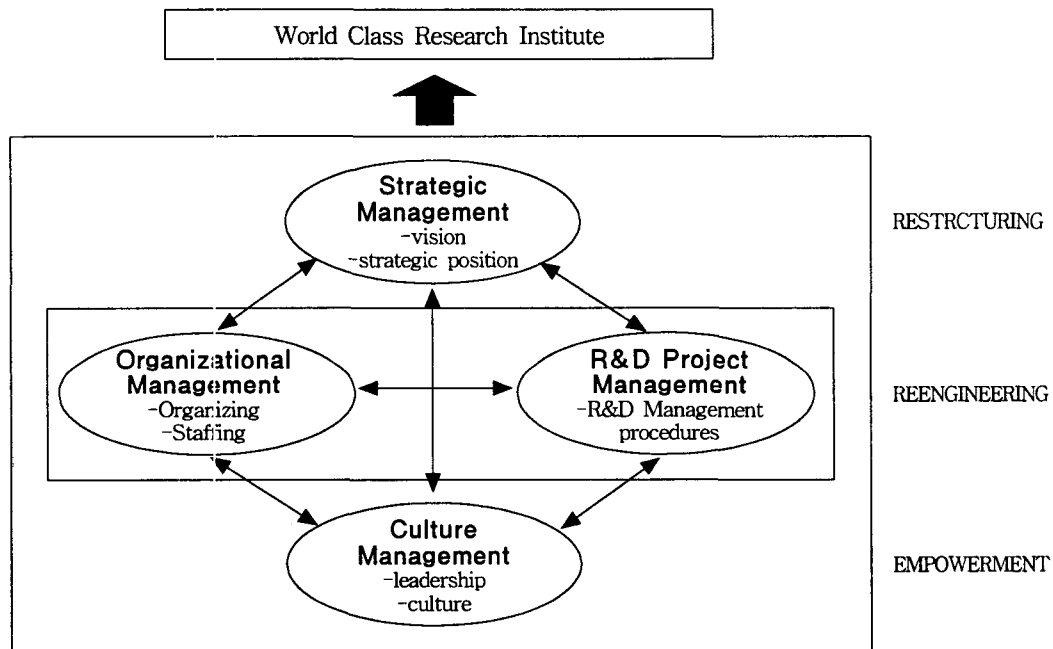 World Class Research Institute
Strategic
Management
-vision
-strategic position
RESTRCTURING
Organizational
Management
-Organizing
-Staffing
R&D Project
Management
-R&D Management
procedures
REENGINEERING
Culture
Management
-leadership
-culture
EMPOWERMENT